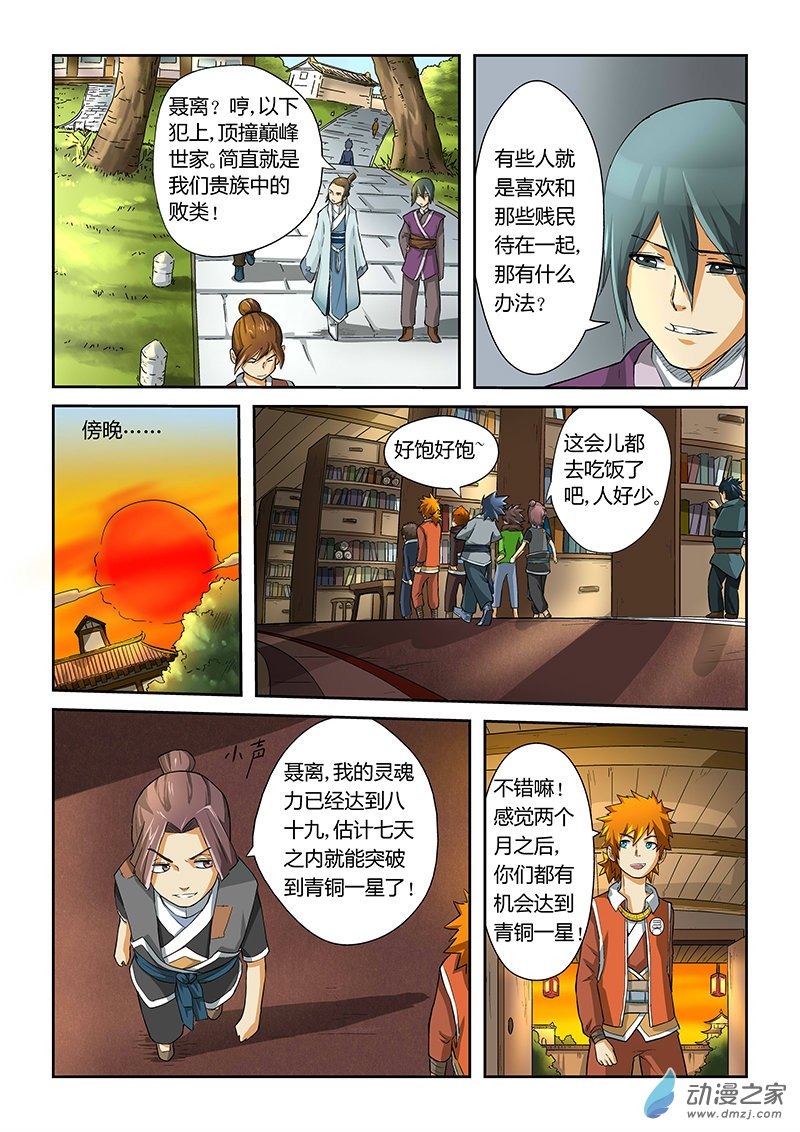 聂离？哼，以下
犯上，顶撞巅峰
世家。简直就是
我们贵族中的
败类！
有些人就
是喜欢和
那些贱民
待在一起，
那有什么
办法？
傍晚……
好饱好饱~
这会儿都
去吃饭了
吧，人好少。
小声
聂离，我的灵魂
力已经达到八
十九，估计七天
之内就能突破
到青铜一星了！
不错嘛！
感觉两个
月之后，
你们都有
机会达到
青铜一星！
动漫之家
www.dmzj.com